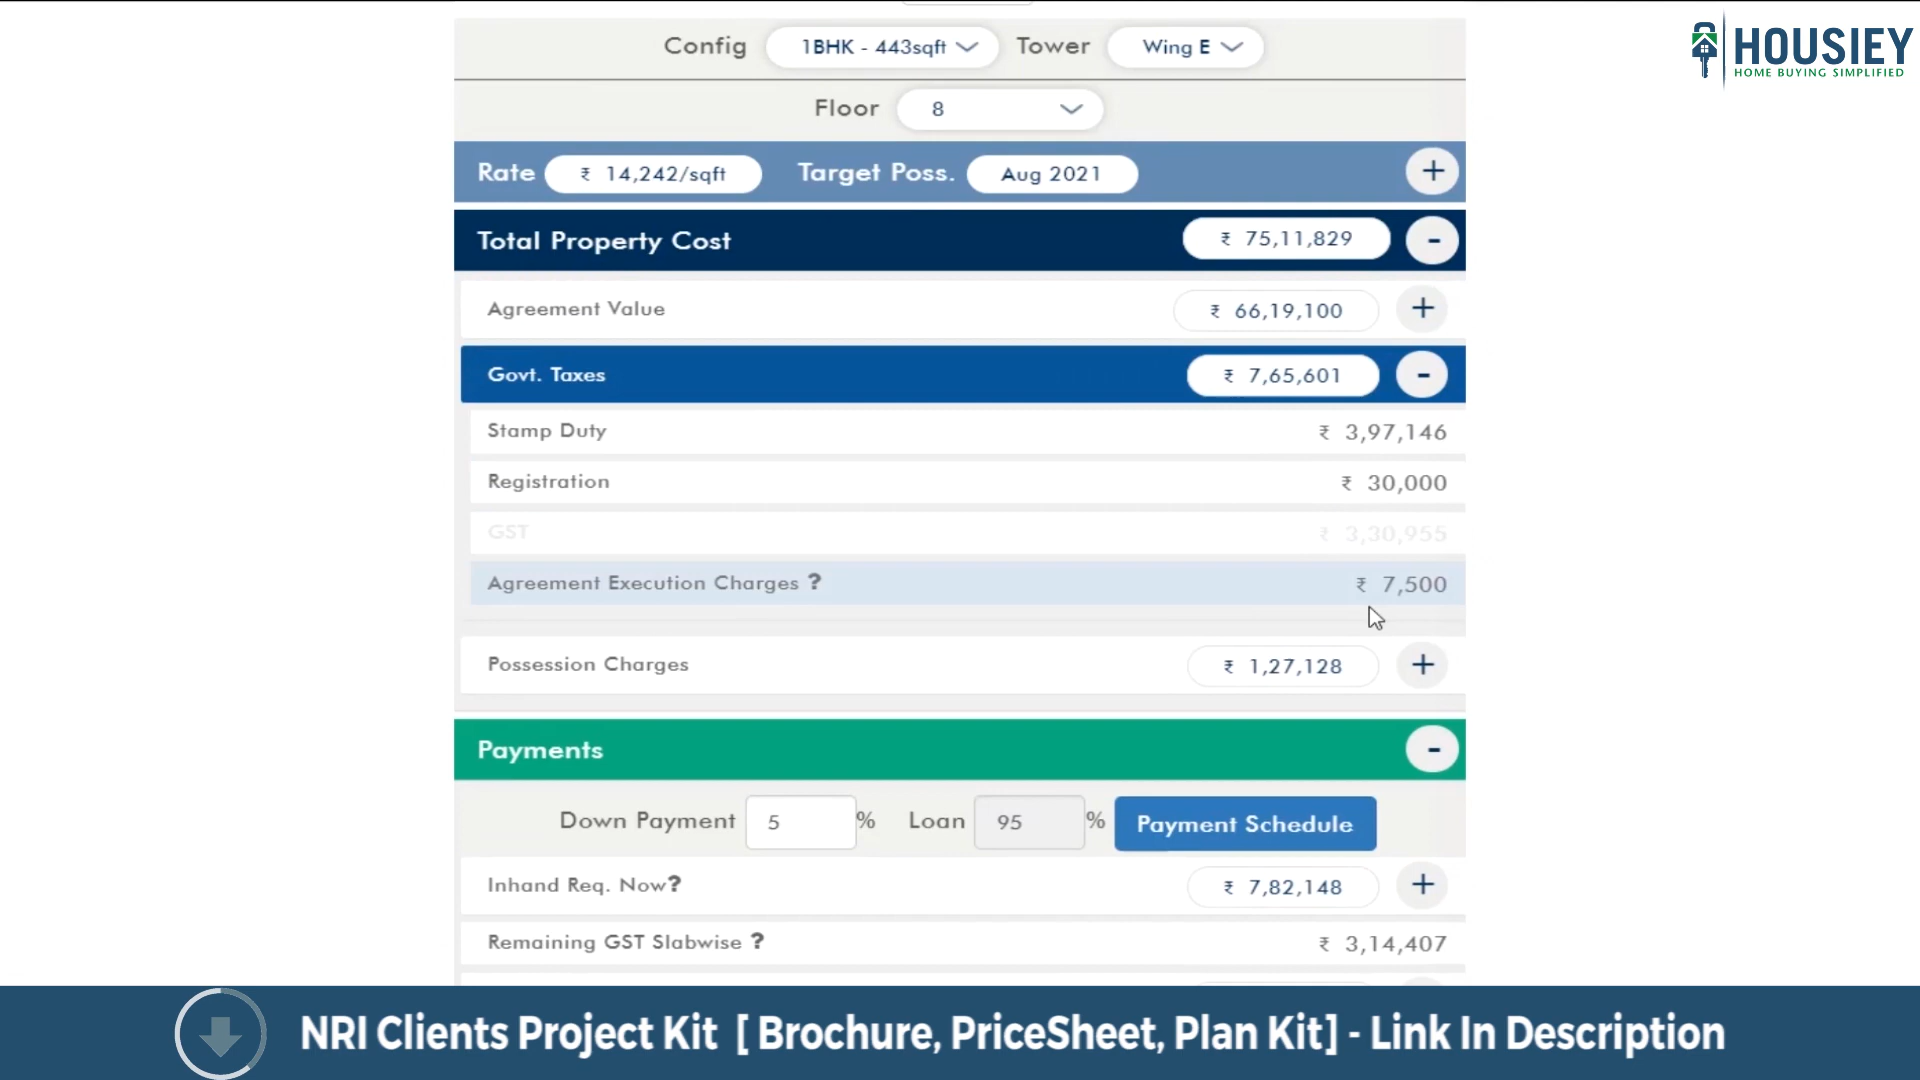 Config 1BHK - 443sqft Tower Wing E
HOUSIEY
HOME BUYING SIMPLIFIED
Floor 8
Rate ₹ 14,242/sqft Target Poss. Aug 2021 +
Total Property Cost ₹ 75,11,829 -
Agreement Value ₹ 66,19,100 +
Govt. Taxes ₹ 7,65,601 -
Stamp Duty ₹ 3,97,146
Registration ₹ 30,000
GST ₹ 3,30,955
Agreement Execution Charges ? ₹ 7,500
Possession Charges ₹ 1,27,128 +
Payments -
Down Payment 5 % Loan 95 % Payment Schedule
Inhand Req. Now? ₹ 7,82,148 +
Remaining GST Slabwise ? ₹ 3,14,407
NRI Clients Project Kit [ Brochure, PriceSheet, Plan Kit] - Link In Description